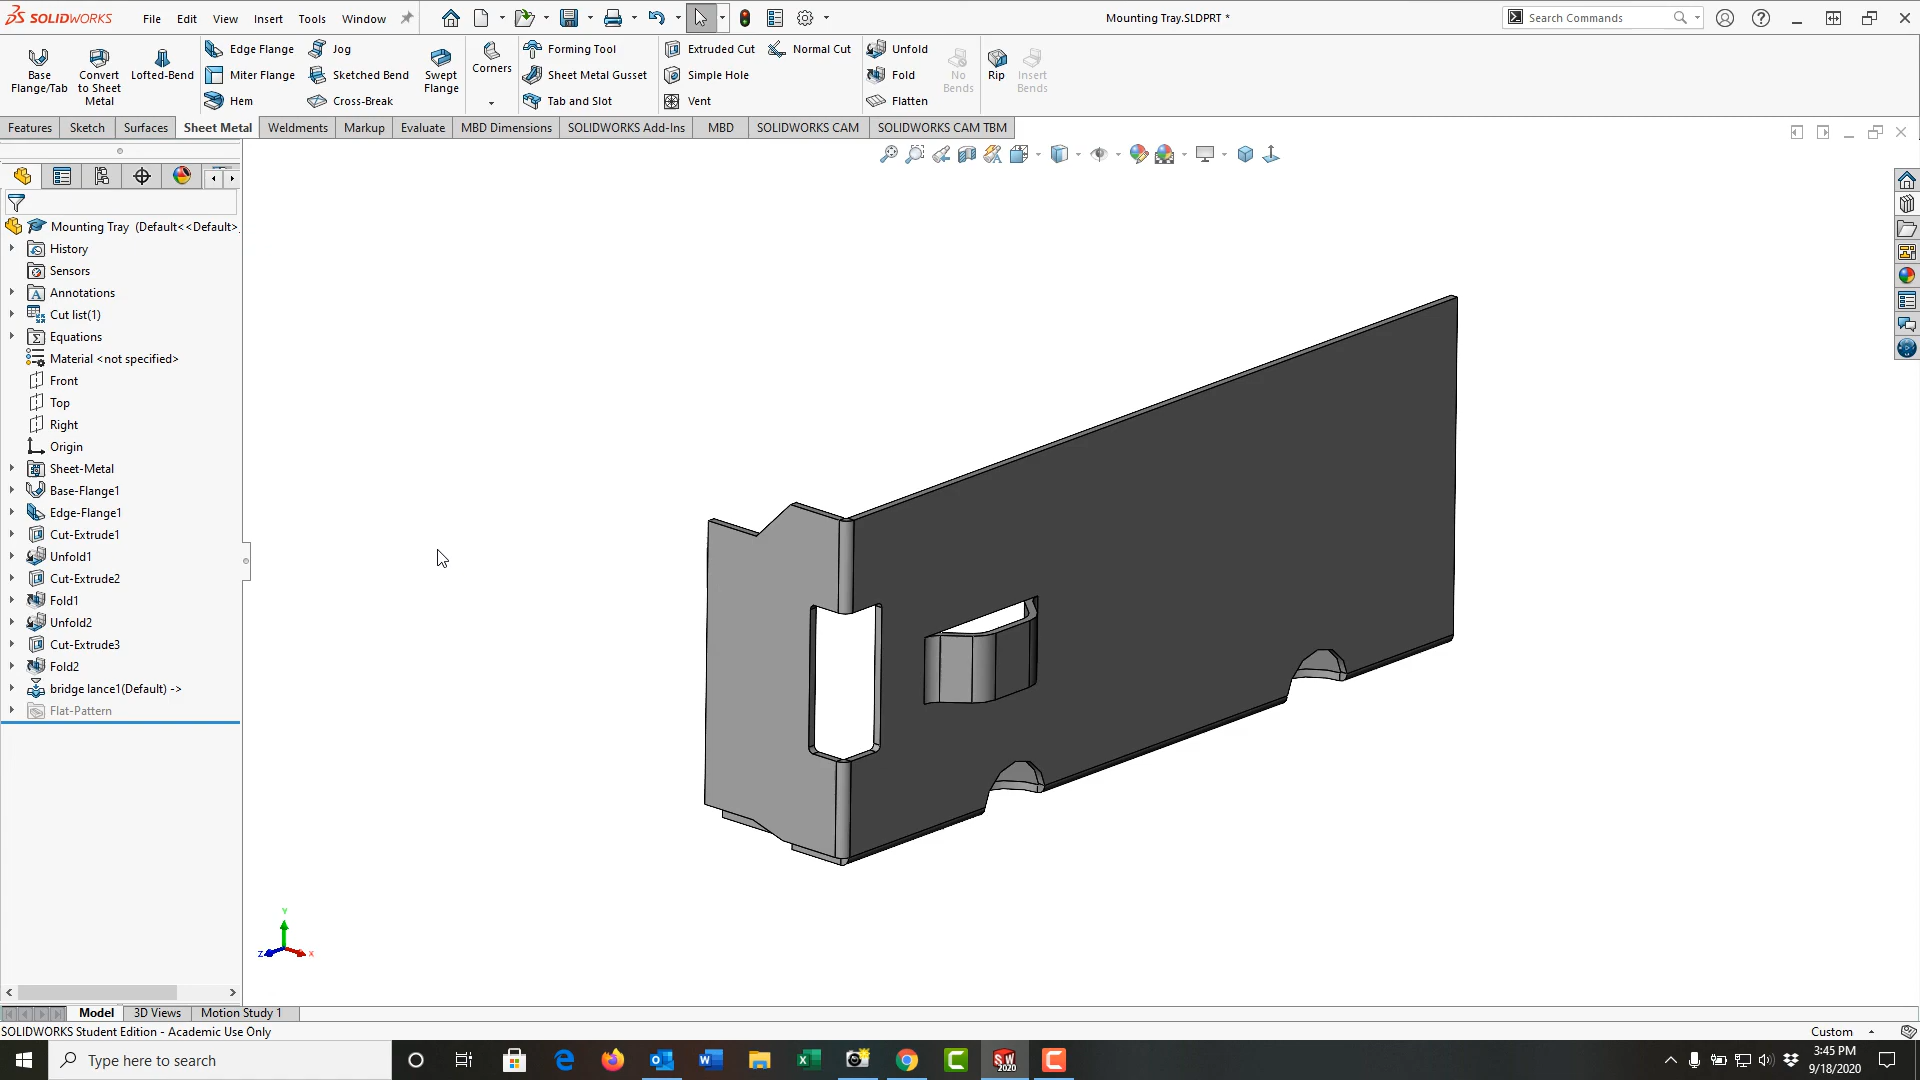 SOLIDWORKS File Edit View Insert Tools Window Mounting Tray.SLDPRT * Search Commands
Base Flange/Tab
Convert to Sheet Metal
Lofted-Bend
Edge Flange
Miter Flange
Hem
Jog
Sketched Bend
Cross-Break
Swept Flange
Corners
Forming Tool
Sheet Metal Gusset
Tab and Slot
Extruded Cut
Simple Hole
Vent
Normal Cut
Unfold
Fold
Flatten
No Bends
Rip
Insert Bends
Features Sketch Surfaces Sheet Metal Weldments Markup Evaluate MBD Dimensions SOLIDWORKS Add-Ins MBD SOLIDWORKS CAM SOLIDWORKS CAM TBM
Mounting Tray (Default<<Default>
History
Sensors
Annotations
Cut list(1)
Equations
Material <not specified>
Front
Top
Right
Origin
Sheet-Metal
Base-Flange1
Edge-Flange1
Cut-Extrude1
Unfold1
Cut-Extrude2
Fold1
Unfold2
Cut-Extrude3
Fold2
bridge lance1(Default) ->
Flat-Pattern
Y
Z X
Model 3D Views Motion Study 1
SOLIDWORKS Student Edition - Academic Use Only Custom
Type here to search
SW 2020
3:45 PM
9/18/2020